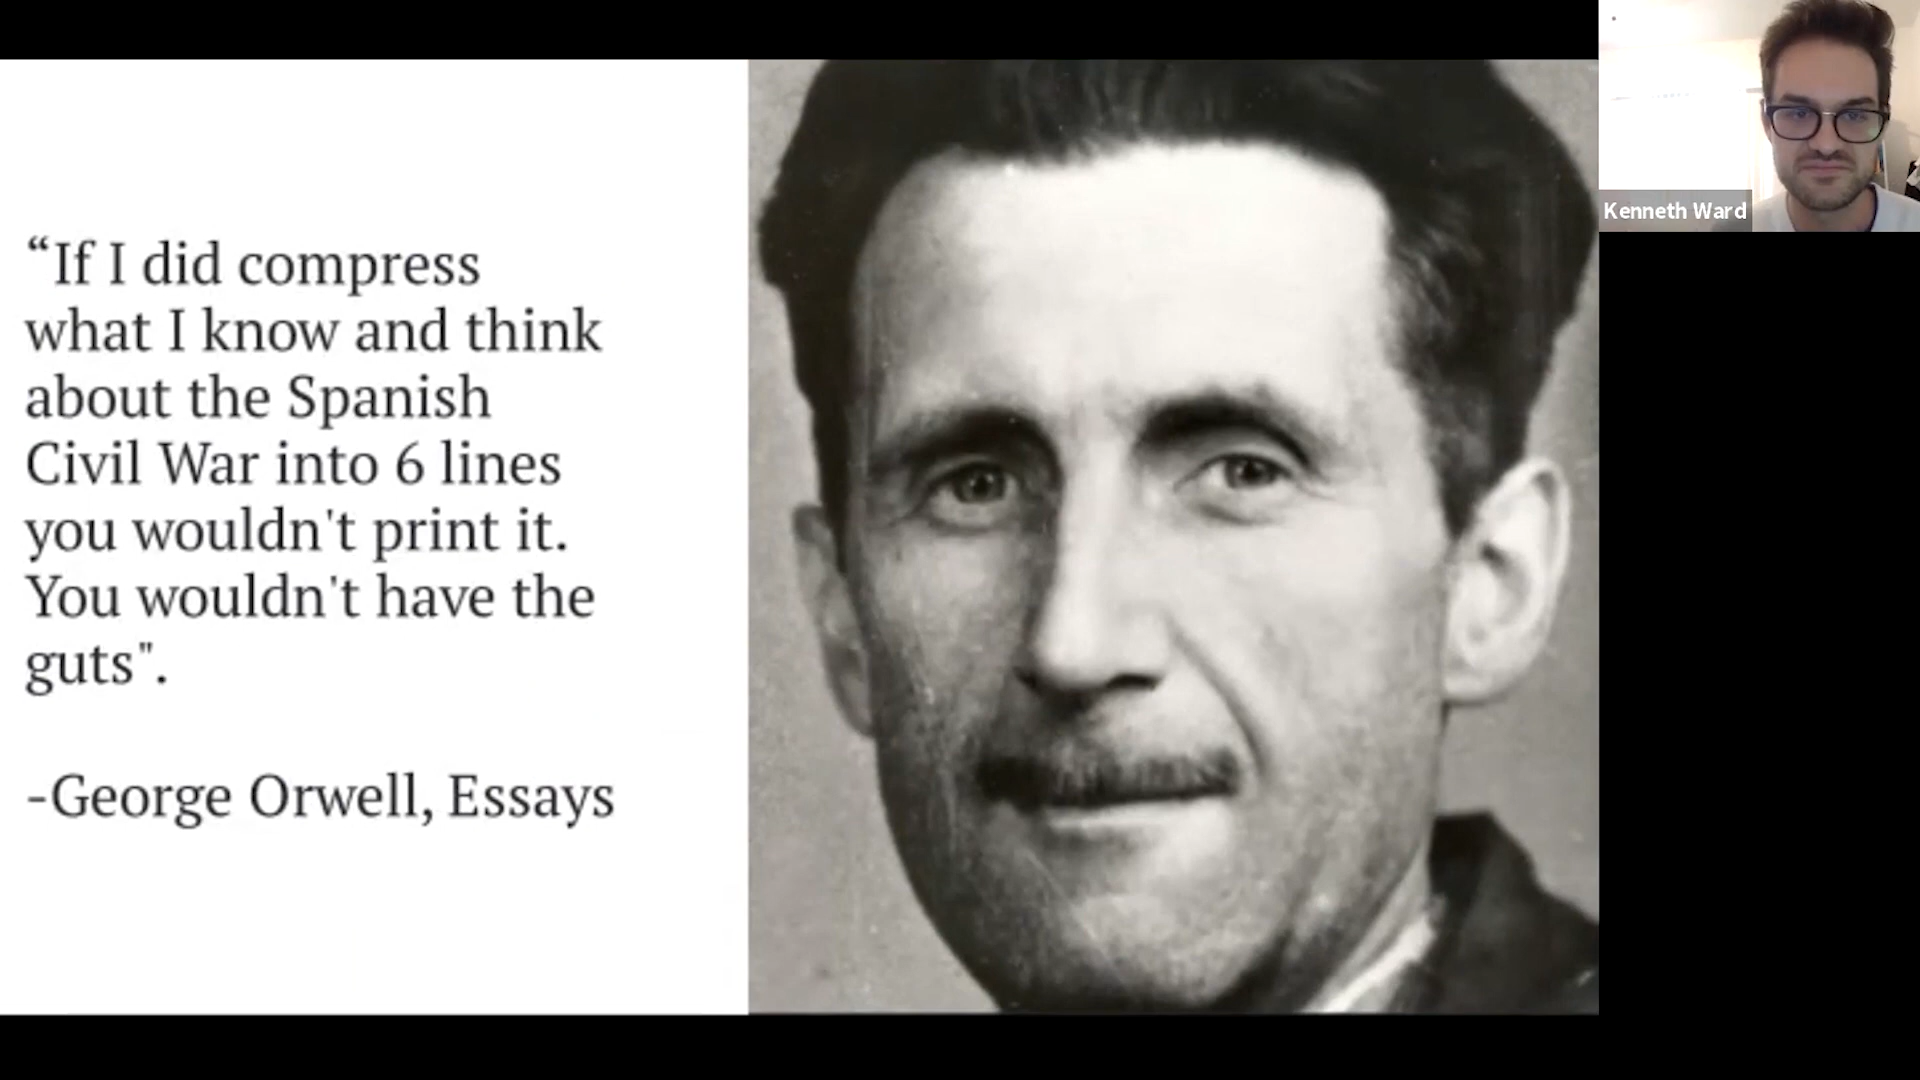 “If I did compress
what I know and think
about the Spanish
Civil War into 6 lines
you wouldn't print it.
You wouldn't have the
guts".
-George Orwell, Essays
Kenneth Ward